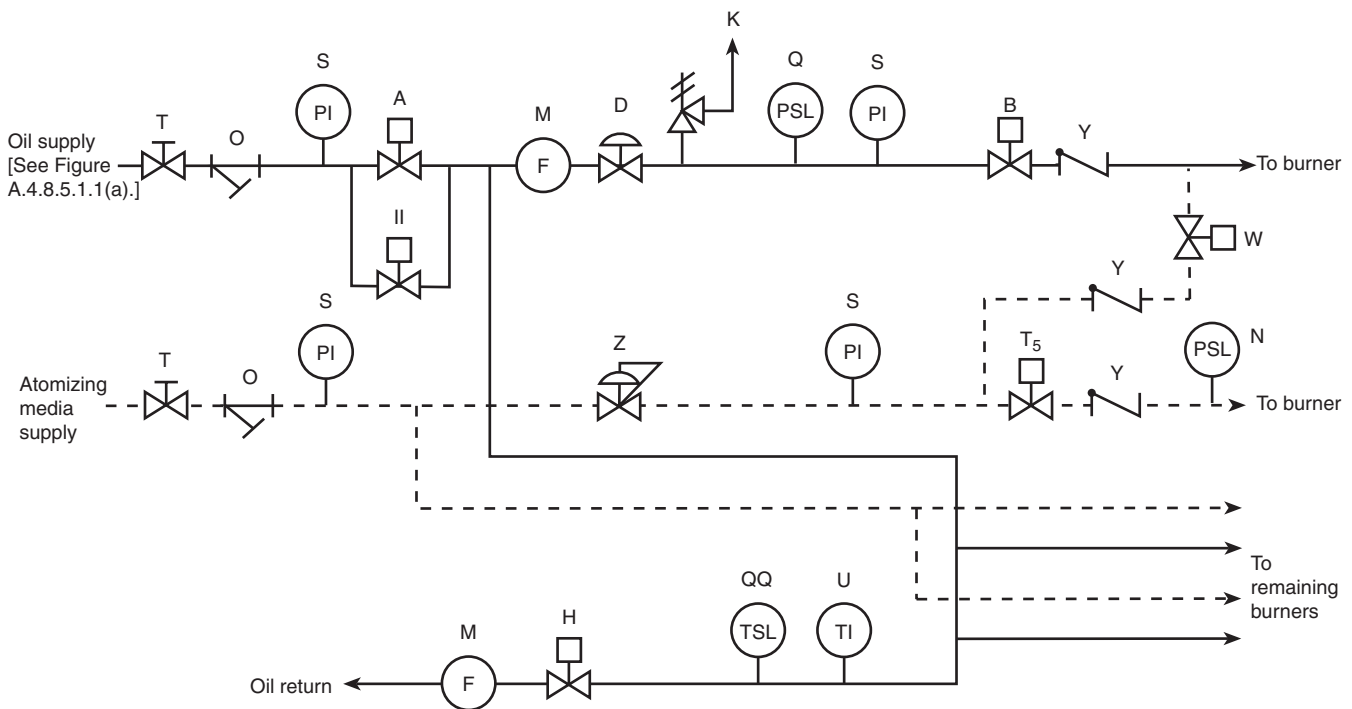 K
S
Q
S
A
B
PI
PSL
PI
M
D
T
Y
O
Oil supply
[See Figure
A.4.8.5.1.1(a).]
F
To burner
II
W
Y
S
S
T5
N
Z
PI
PI
PSL
T
Y
O
Atomizing
media
supply
To burner
QQ
U
To
remaining
burners
H
TSL
TI
M
Oil return
F